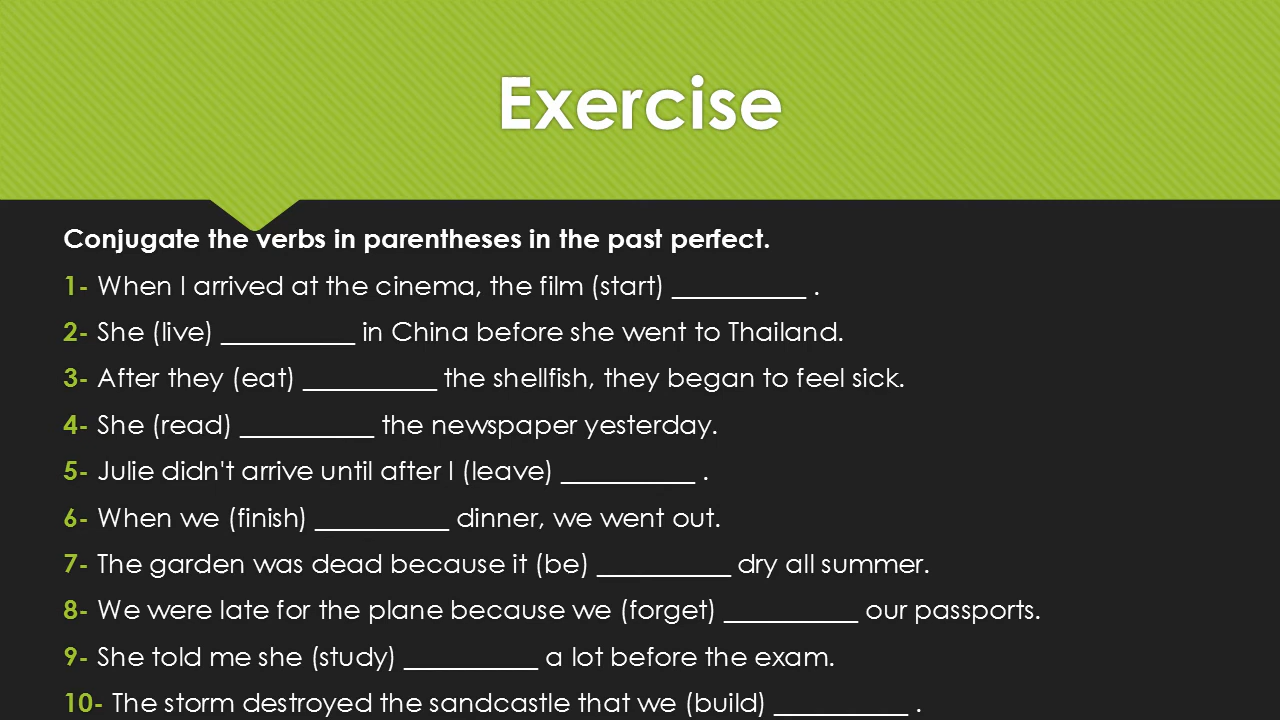 Exercise
Conjugate the verbs in parentheses in the past perfect.
1- When I arrived at the cinema, the film (start) __________ .
2- She (live) __________ in China before she went to Thailand.
3- After they (eat) __________ the shellfish, they began to feel sick.
4- She (read) __________ the newspaper yesterday.
5- Julie didn't arrive until after I (leave) __________ .
6- When we (finish) __________ dinner, we went out.
7- The garden was dead because it (be) __________ dry all summer.
8- We were late for the plane because we (forget) __________ our passports.
9- She told me she (study) __________ a lot before the exam.
10- The storm destroyed the sandcastle that we (build) __________ .